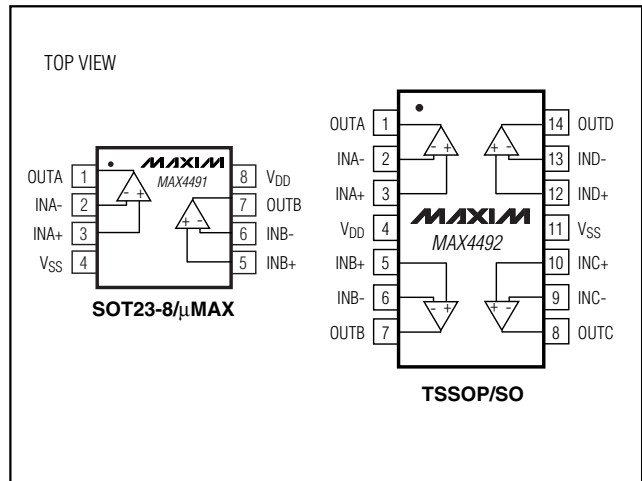 TOP VIEW
MAXIM
MAX4491
OUTA 1
INA- 2
INA+ 3
VSS 4
8 VDD
7 OUTB
6 INB-
5 INB+
- +
+ -
SOT23-8/μMAX
MAXIM
MAX4492
OUTA 1
INA- 2
INA+ 3
VDD 4
INB+ 5
INB- 6
OUTB 7
14 OUTD
13 IND-
12 IND+
11 VSS
10 INC+
9 INC-
8 OUTC
- +
+ -
- +
+ -
TSSOP/SO